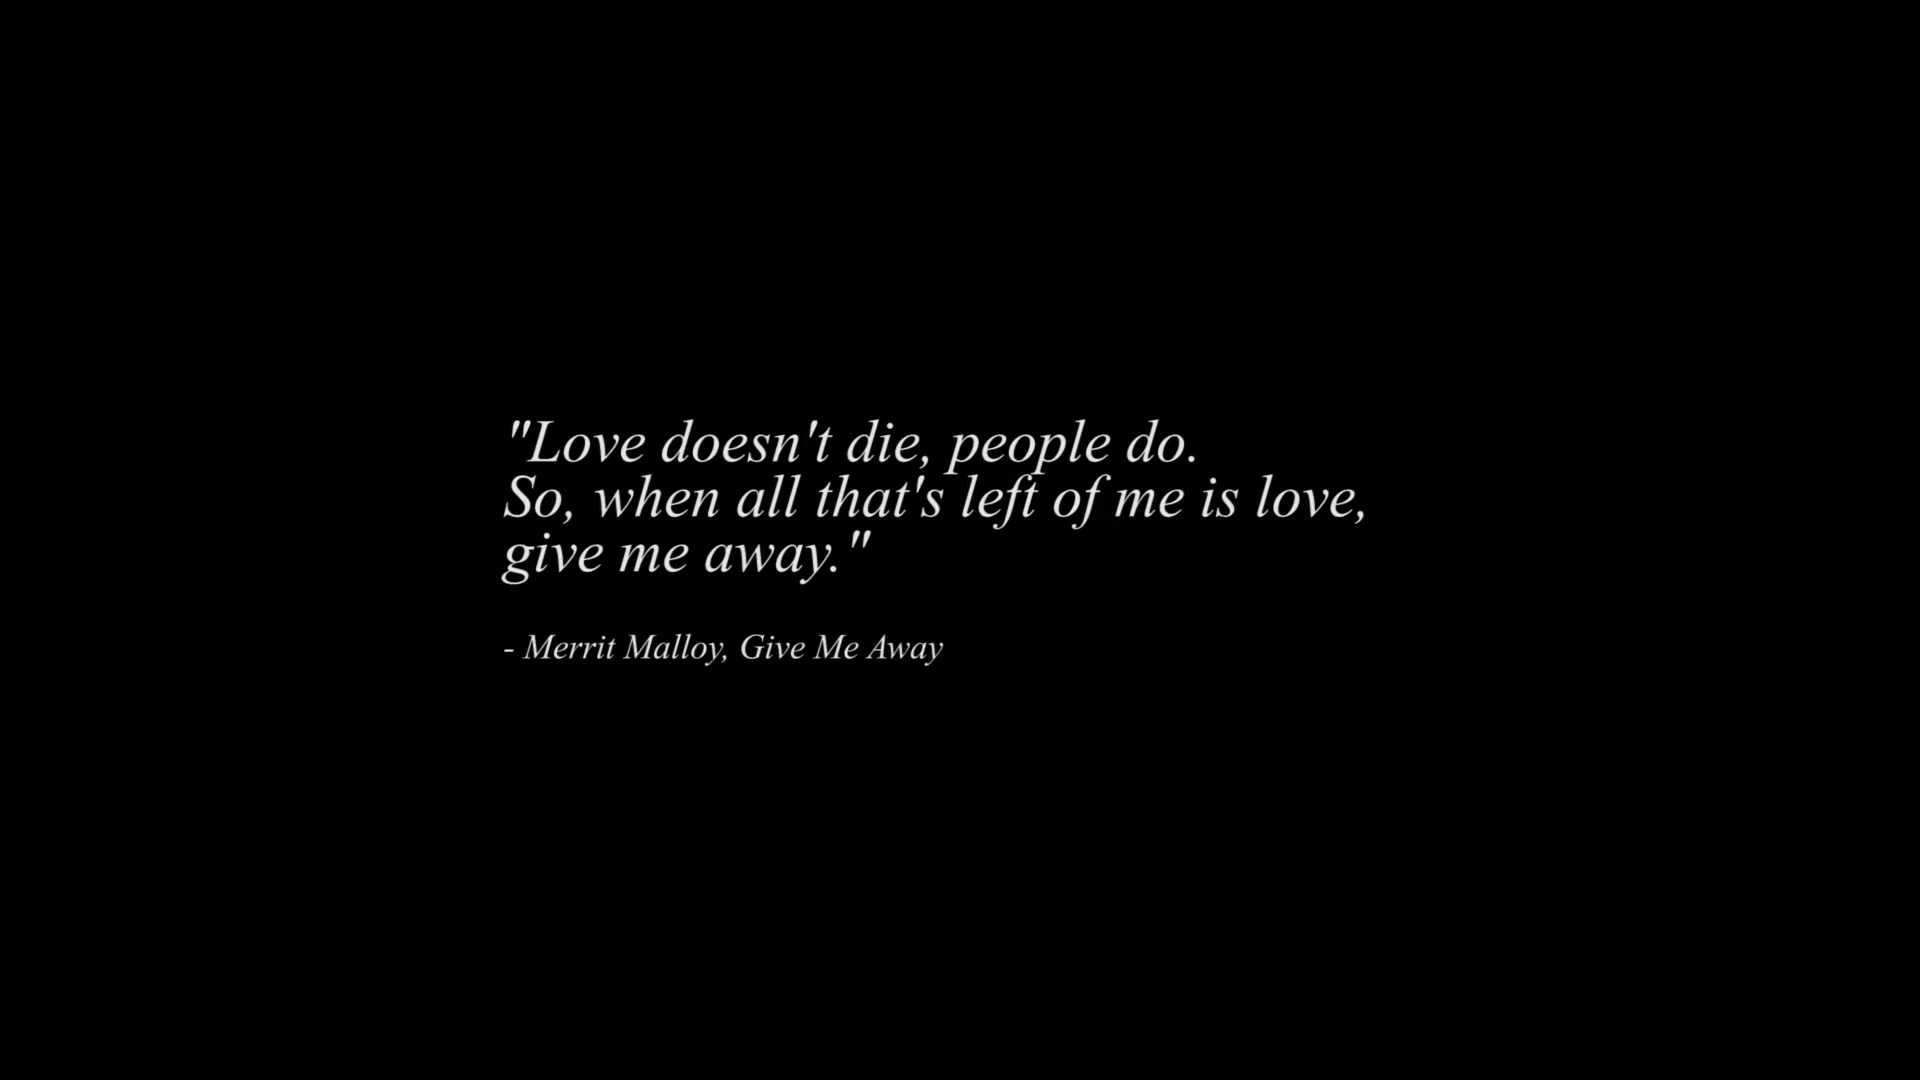 "Love doesn't die, people do.
So, when all that's left of me is love,
give me away."
- Merrit Malloy, Give Me Away